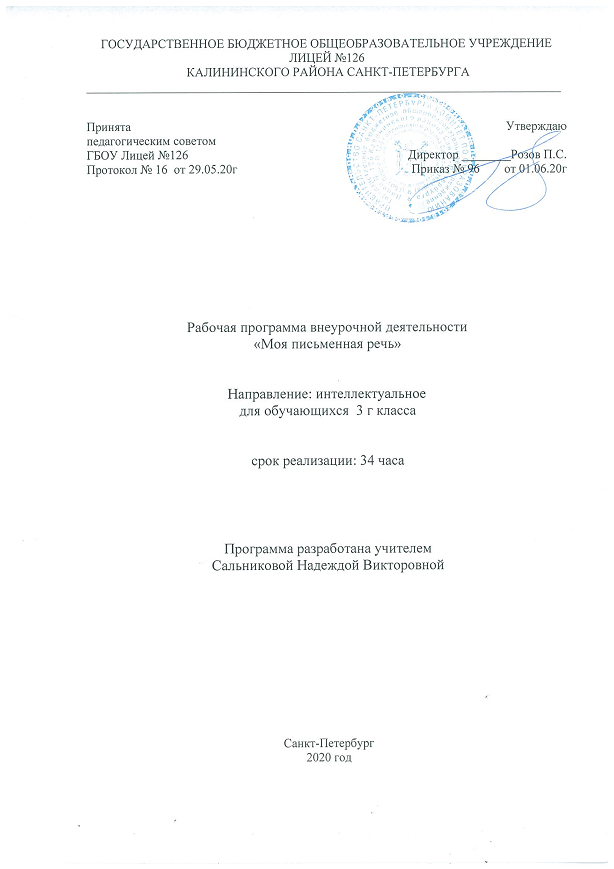 ГОСУДАРСТВЕННОЕ БЮДЖЕТНОЕ ОБЩЕОБРАЗОВАТЕЛЬНОЕ УЧРЕЖДЕНИЕ
ЛИЦЕЙ №126
КАЛИНИНСКОГО РАЙОНА САНКТ-ПЕТЕРБУРГА
Принята Утверждаю
педагогическим советом
ГБОУ Лицей №126 Директор ________Розов П.С.
Протокол № 16 от 29.05.20г Приказ № 96 от 01.06.20г
Рабочая программа внеурочной деятельности
«Моя письменная речь»
Направление: интеллектуальное
для обучающихся 3 г класса
срок реализации: 34 часа
Программа разработана учителем
Сальниковой Надеждой Викторовной
Санкт-Петербург
2020 год